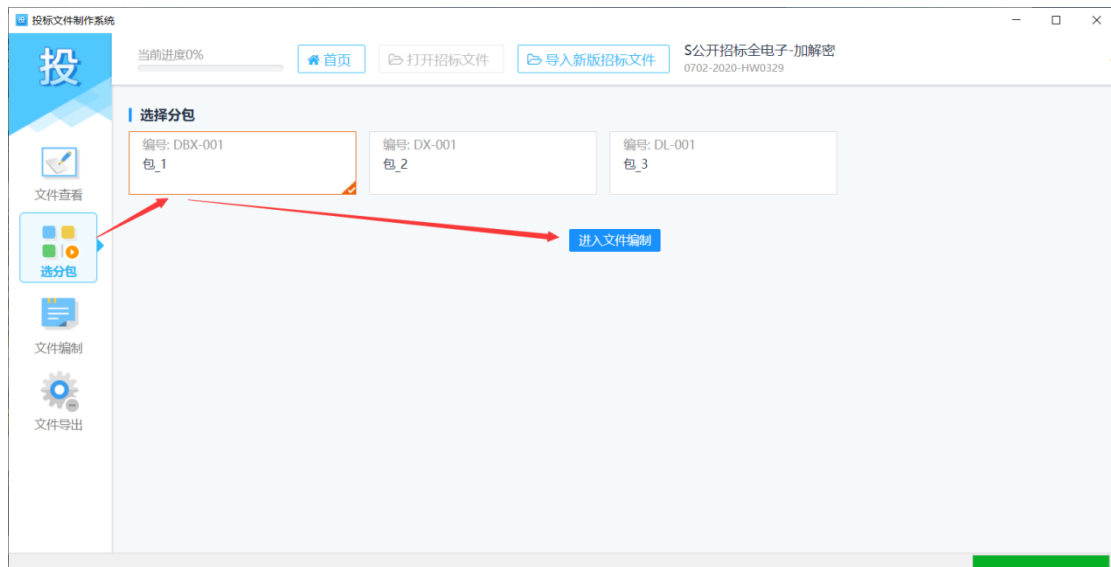 投标文件制作系统
投
当前进度0%
首页
打开招标文件
导入新版招标文件
S公开招标全电子-加解密
0702-2020-HW0329
选择分包
编号: DBX-001
包_1
编号: DX-001
包_2
编号: DL-001
包_3
进入文件编制
文件查看
选分包
文件编制
文件导出